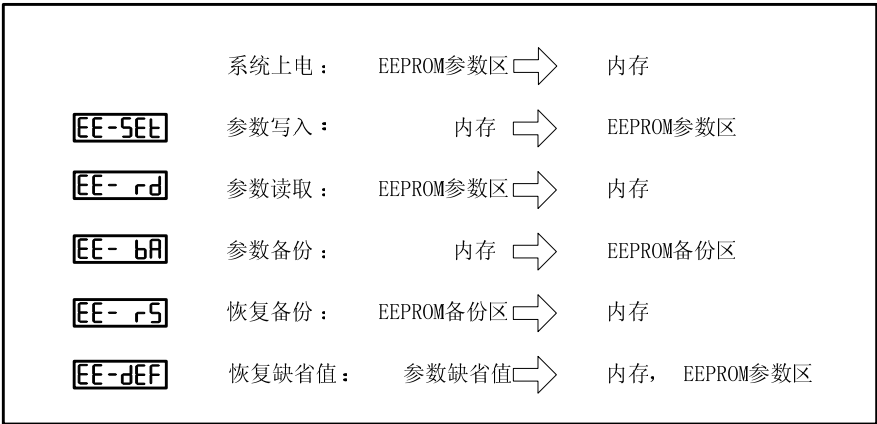 系统上电： EEPROM参数区 内存
EE-SEt 参数写入： 内存 EEPROM参数区
EE- rd 参数读取： EEPROM参数区 内存
EE- bA 参数备份： 内存 EEPROM备份区
EE- rS 恢复备份： EEPROM备份区 内存
EE-dEF 恢复缺省值： 参数缺省值 内存， EEPROM参数区